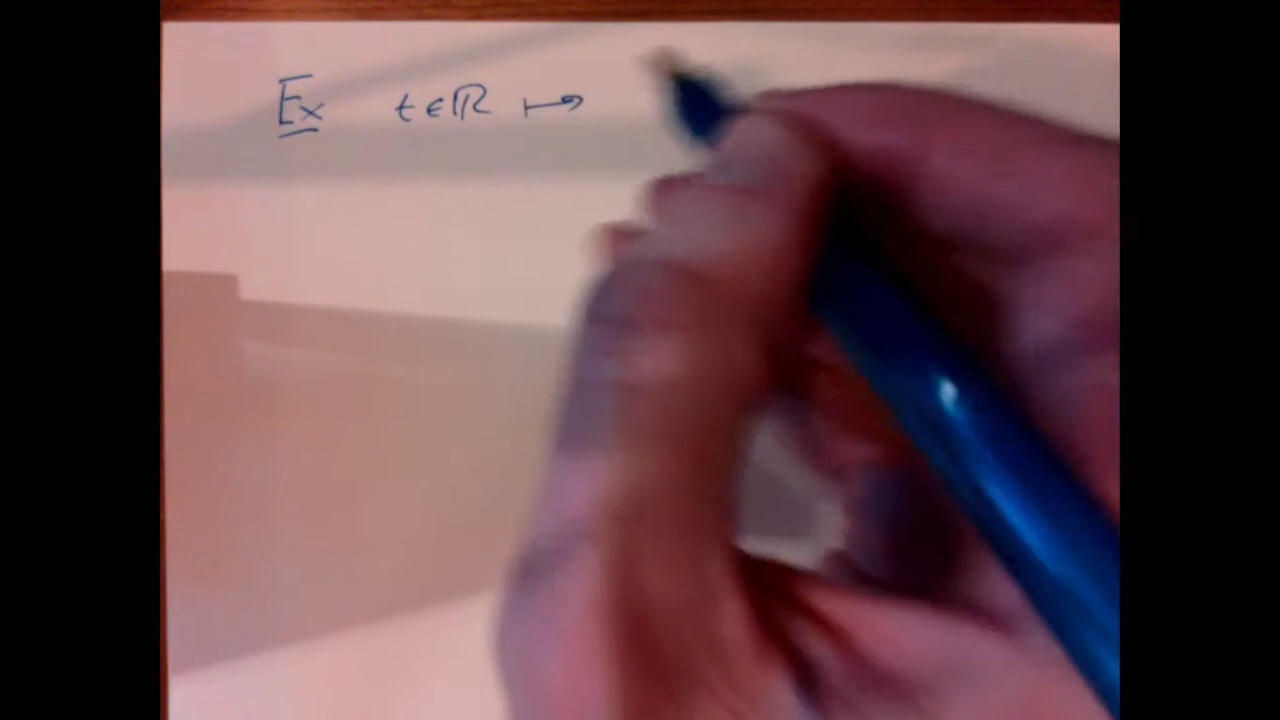 Ex t∈ℝ ↦